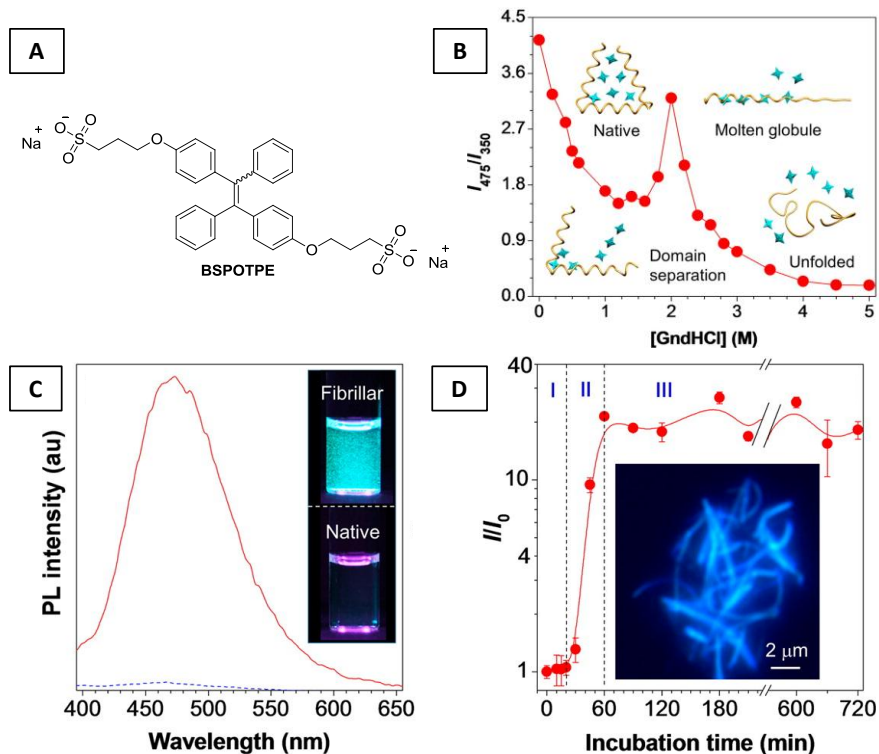 A
Na
+
−
O
O
S
O
O
O
S
O
O
O
−
Na
+
BSPOTPE
B
4.5
3.6
2.7
1.8
0.9
0.0
I475/I350
Native
Molten globule
Domain
separation
Unfolded
0 1 2 3 4 5
[GndHCl] (M)
C
PL intensity (au)
Fibrillar
Native
400 450 500 550 600 650
Wavelength (nm)
D
40
10
4
1
I/I0
I II III
2 μm
0 60 120 180 600 720
Incubation time (min)